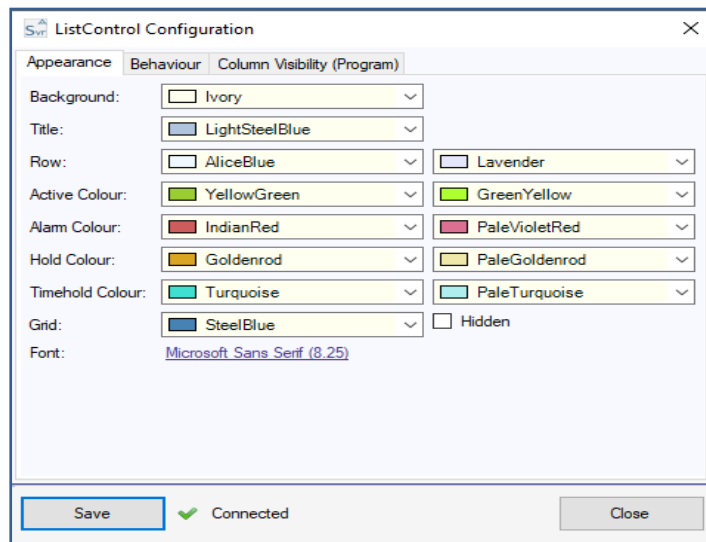 Svr ListControl Configuration
Appearance Behaviour Column Visibility (Program)
Background: Ivory
Title: LightSteelBlue
Row: AliceBlue Lavender
Active Colour: YellowGreen GreenYellow
Alarm Colour: IndianRed PaleVioletRed
Hold Colour: Goldenrod PaleGoldenrod
Timehold Colour: Turquoise PaleTurquoise
Grid: SteelBlue Hidden
Font: Microsoft Sans Serif (8.25)
Save Connected Close